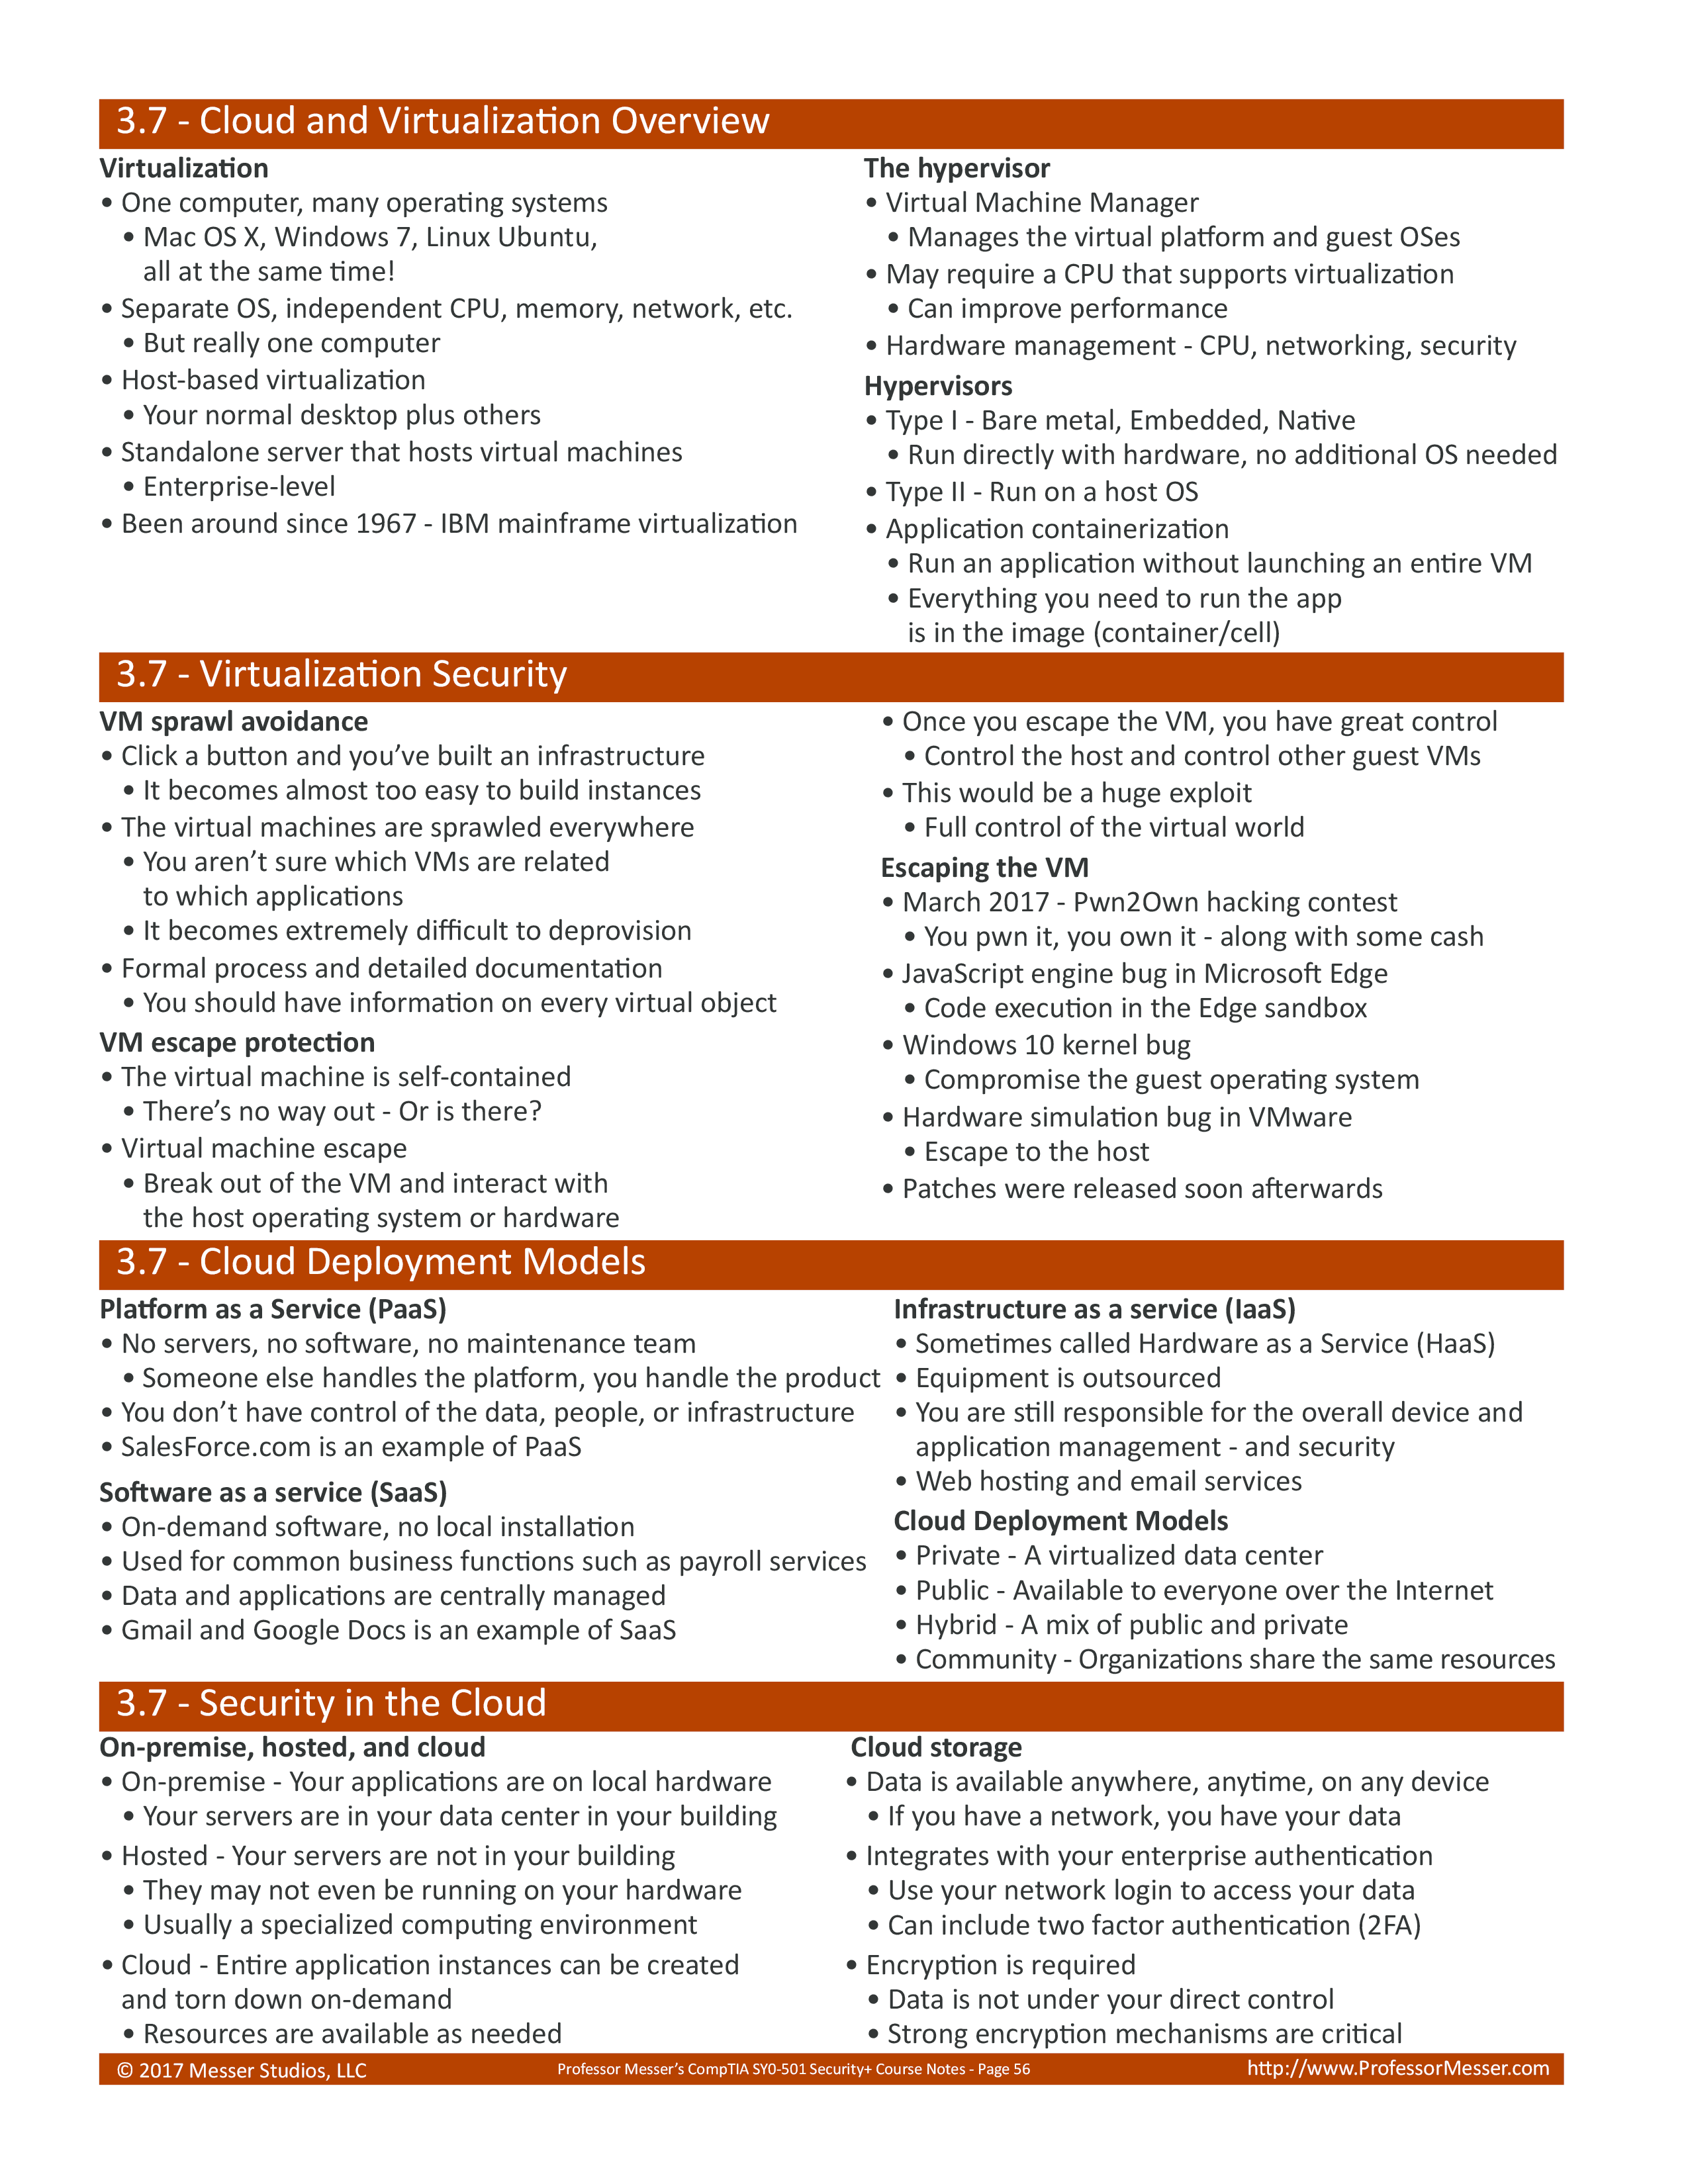 3.7 - Cloud and Virtualization Overview
Virtualization
• One computer, many operating systems
• Mac OS X, Windows 7, Linux Ubuntu,
all at the same time!
• Separate OS, independent CPU, memory, network, etc.
• But really one computer
• Host-based virtualization
• Your normal desktop plus others
• Standalone server that hosts virtual machines
• Enterprise-level
• Been around since 1967 - IBM mainframe virtualization
The hypervisor
• Virtual Machine Manager
• Manages the virtual platform and guest OSes
• May require a CPU that supports virtualization
• Can improve performance
• Hardware management - CPU, networking, security
Hypervisors
• Type I - Bare metal, Embedded, Native
• Run directly with hardware, no additional OS needed
• Type II - Run on a host OS
• Application containerization
• Run an application without launching an entire VM
• Everything you need to run the app
is in the image (container/cell)
3.7 - Virtualization Security
VM sprawl avoidance
• Click a button and you’ve built an infrastructure
• It becomes almost too easy to build instances
• The virtual machines are sprawled everywhere
• You aren’t sure which VMs are related
to which applications
• It becomes extremely difficult to deprovision
• Formal process and detailed documentation
• You should have information on every virtual object
VM escape protection
• The virtual machine is self-contained
• There’s no way out - Or is there?
• Virtual machine escape
• Break out of the VM and interact with
the host operating system or hardware
• Once you escape the VM, you have great control
• Control the host and control other guest VMs
• This would be a huge exploit
• Full control of the virtual world
Escaping the VM
• March 2017 - Pwn2Own hacking contest
• You pwn it, you own it - along with some cash
• JavaScript engine bug in Microsoft Edge
• Code execution in the Edge sandbox
• Windows 10 kernel bug
• Compromise the guest operating system
• Hardware simulation bug in VMware
• Escape to the host
• Patches were released soon afterwards
3.7 - Cloud Deployment Models
Platform as a Service (PaaS)
• No servers, no software, no maintenance team
• Someone else handles the platform, you handle the product
• You don’t have control of the data, people, or infrastructure
• SalesForce.com is an example of PaaS
Software as a service (SaaS)
• On-demand software, no local installation
• Used for common business functions such as payroll services
• Data and applications are centrally managed
• Gmail and Google Docs is an example of SaaS
Infrastructure as a service (IaaS)
• Sometimes called Hardware as a Service (HaaS)
• Equipment is outsourced
• You are still responsible for the overall device and
application management - and security
• Web hosting and email services
Cloud Deployment Models
• Private - A virtualized data center
• Public - Available to everyone over the Internet
• Hybrid - A mix of public and private
• Community - Organizations share the same resources
3.7 - Security in the Cloud
On-premise, hosted, and cloud
• On-premise - Your applications are on local hardware
• Your servers are in your data center in your building
• Hosted - Your servers are not in your building
• They may not even be running on your hardware
• Usually a specialized computing environment
• Cloud - Entire application instances can be created
and torn down on-demand
• Resources are available as needed
Cloud storage
• Data is available anywhere, anytime, on any device
• If you have a network, you have your data
• Integrates with your enterprise authentication
• Use your network login to access your data
• Can include two factor authentication (2FA)
• Encryption is required
• Data is not under your direct control
• Strong encryption mechanisms are critical
© 2017 Messer Studios, LLC
Professor Messer’s CompTIA SY0-501 Security+ Course Notes - Page 56
http://www.ProfessorMesser.com